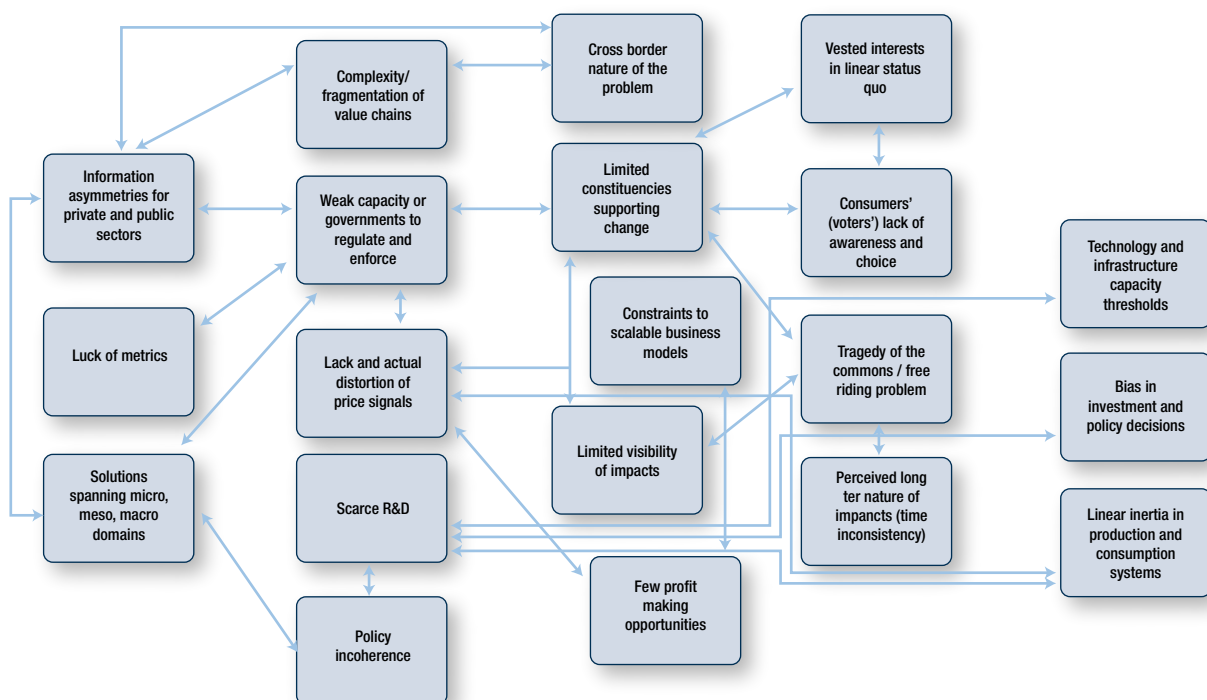 Cross border
nature of the
problem
Vested interests
in linear status
quo
Complexity/
fragmentation of
value chains
Information
asymmetries for
private and public
sectors
Weak capacity or
governments to
regulate and
enforce
Limited
constituencies
supporting
change
Consumers’
(voters’) lack of
awareness and
choice
Technology and
infrastructure
capacity
thresholds
Luck of metrics
Lack and actual
distortion of
price signals
Constraints to
scalable business
models
Tragedy of the
commons / free
riding problem
Bias in
investment and
policy decisions
Limited visibility
of impacts
Solutions
spanning micro,
meso, macro
domains
Scarce R&D
Perceived long
ter nature of
impancts (time
inconsistency)
Linear inertia in
production and
consumption
systems
Few profit
making
opportunities
Policy
incoherence